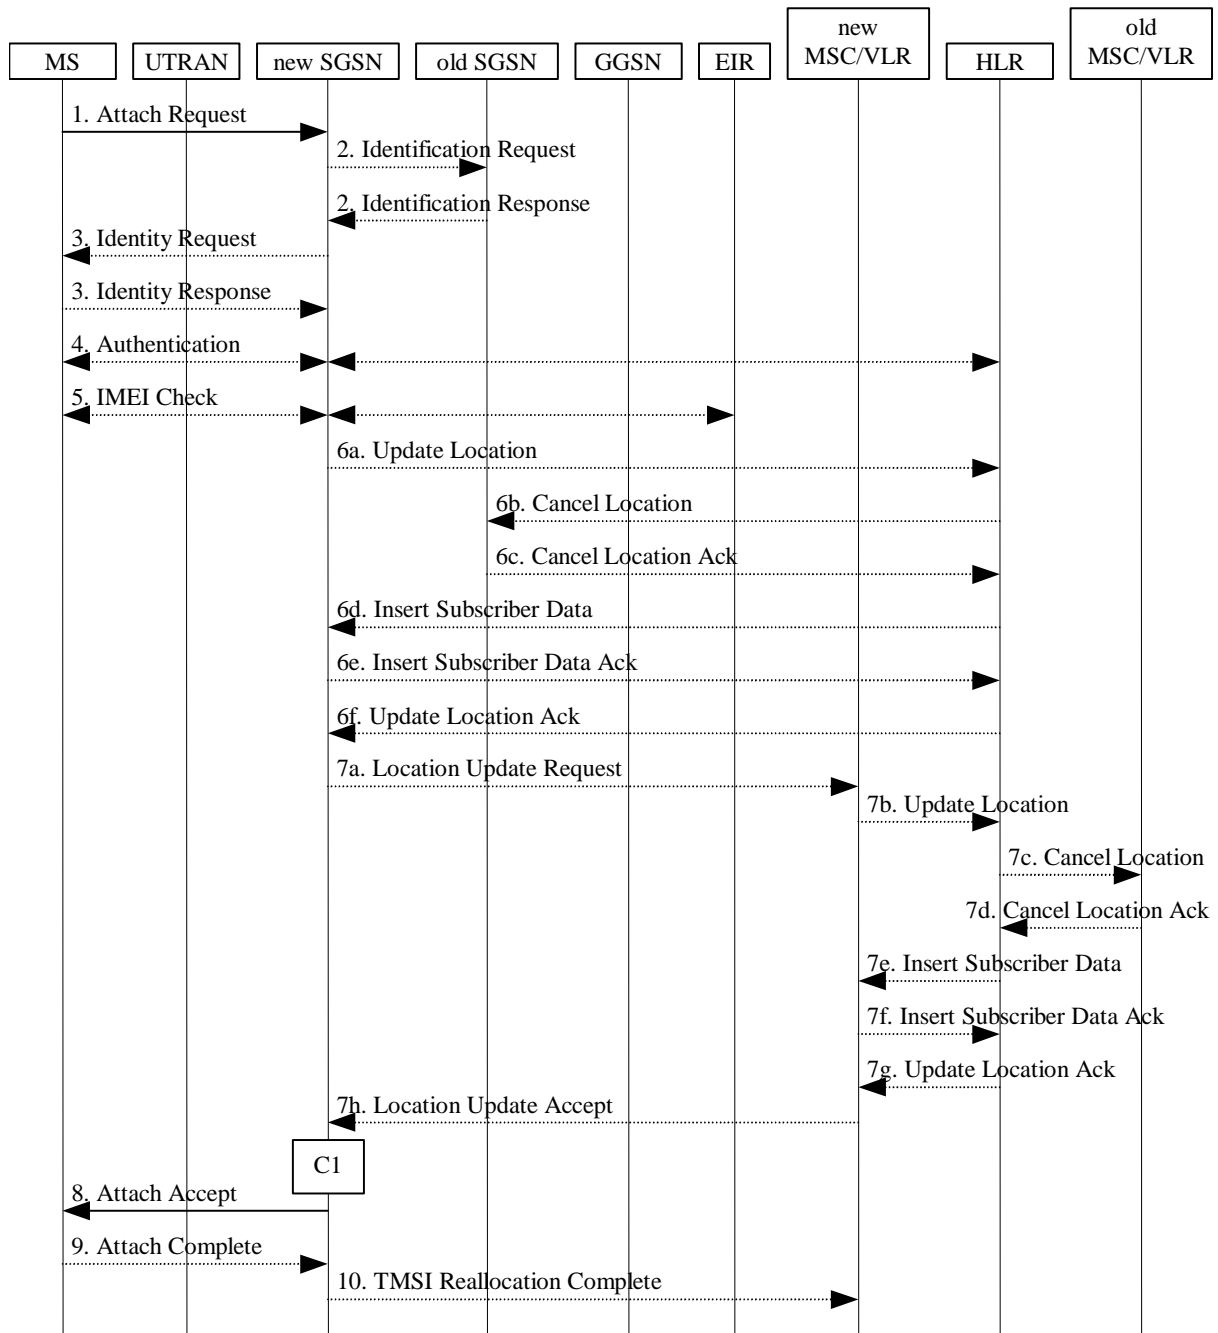 MS
UTRAN
new SGSN
old SGSN
GGSN
EIR
new
MSC/VLR
HLR
old
MSC/VLR
1. Attach Request
2. Identification Request
2. Identification Response
3. Identity Request
3. Identity Response
4. Authentication
5. IMEI Check
6a. Update Location
6b. Cancel Location
6c. Cancel Location Ack
6d. Insert Subscriber Data
6e. Insert Subscriber Data Ack
6f. Update Location Ack
7a. Location Update Request
7b. Update Location
7c. Cancel Location
7d. Cancel Location Ack
7e. Insert Subscriber Data
7f. Insert Subscriber Data Ack
7g. Update Location Ack
7h. Location Update Accept
C1
8. Attach Accept
9. Attach Complete
10. TMSI Reallocation Complete